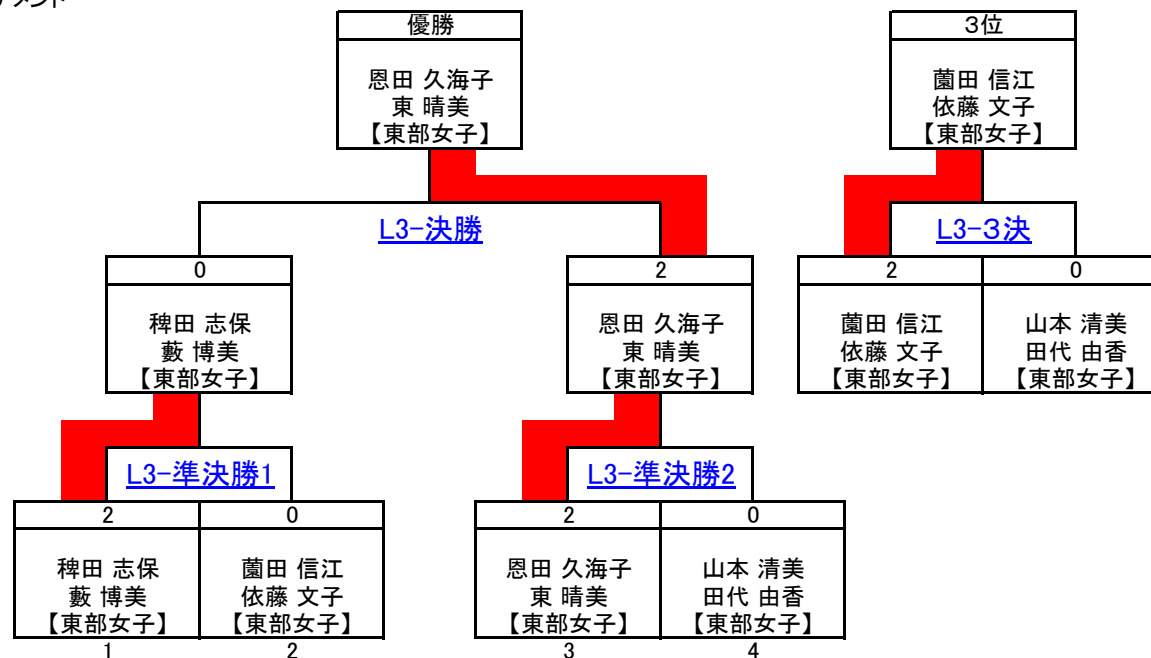 優勝
恩田 久海子
東 晴美
【東部女子】
3位
薗田 信江
依藤 文子
【東部女子】
L3-決勝
L3-3決
0
稗田 志保
藪 博美
【東部女子】
2
恩田 久海子
東 晴美
【東部女子】
2
薗田 信江
依藤 文子
【東部女子】
0
山本 清美
田代 由香
【東部女子】
L3-準決勝1
L3-準決勝2
2
稗田 志保
藪 博美
【東部女子】
1
0
薗田 信江
依藤 文子
【東部女子】
2
2
恩田 久海子
東 晴美
【東部女子】
3
0
山本 清美
田代 由香
【東部女子】
4